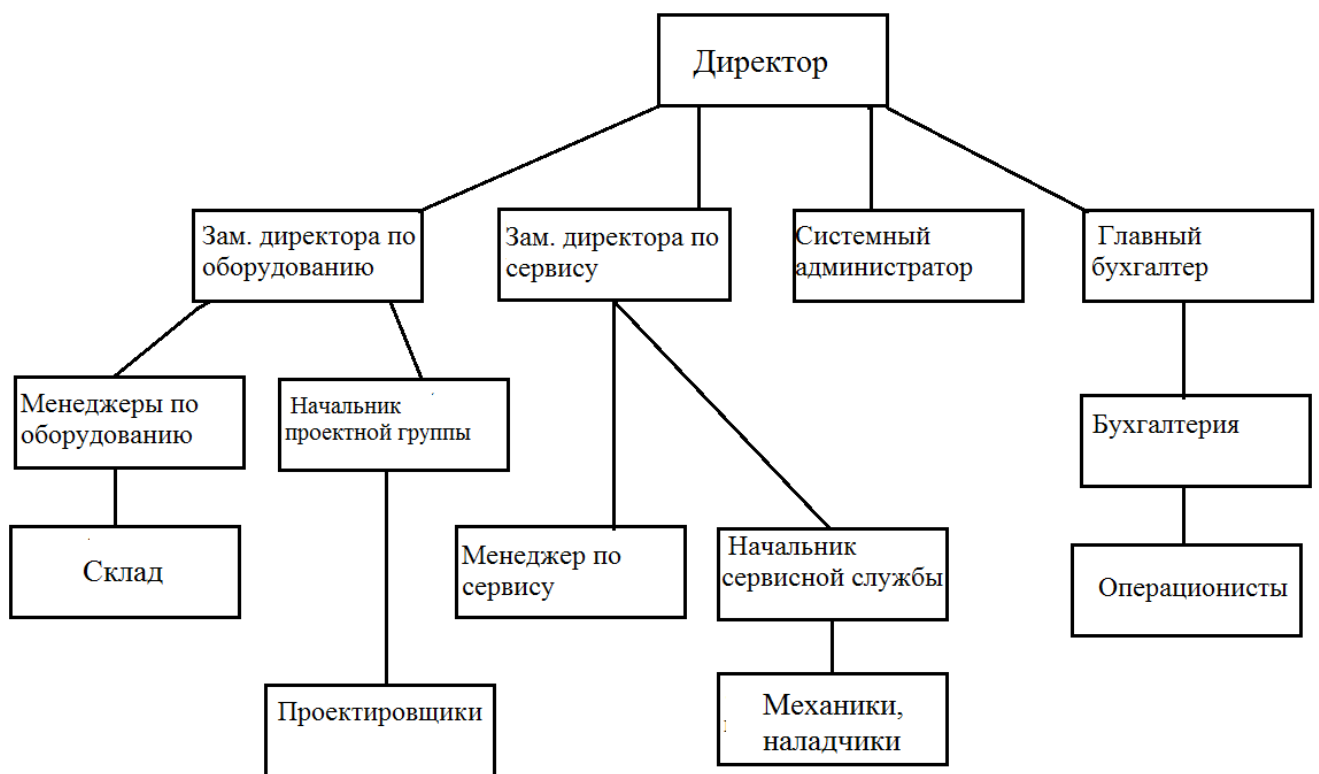 Директор
Зам. директора по
оборудованию
Зам. директора по
сервису
Системный
администратор
Главный
бухгалтер
Менеджеры по
оборудованию
Начальник
проектной группы
Бухгалтерия
Склад
Менеджер по
сервису
Начальник
сервисной службы
Операционисты
Проектировщики
Механики,
наладчики